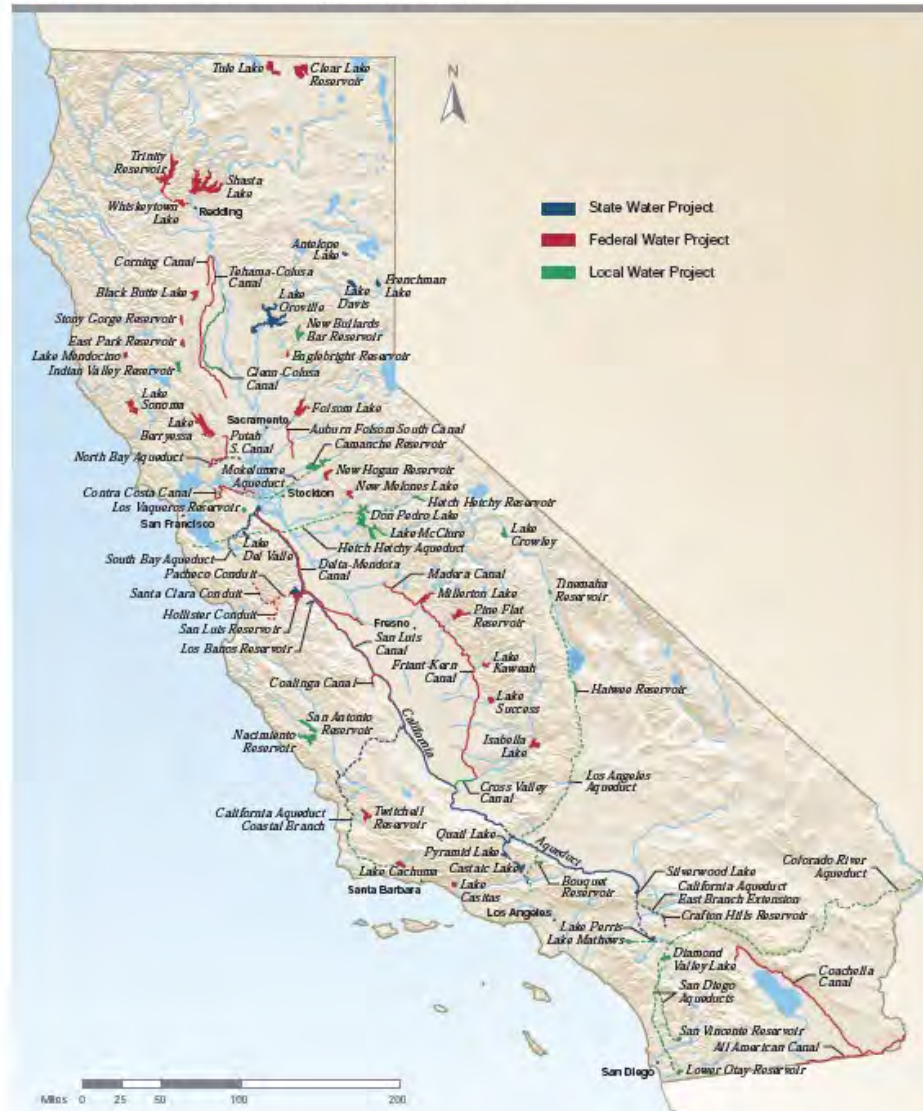 Tule Lake
Clear Lake
Reservoir
N
Trinity
Reservoir
Shasta
Lake
Whiskeytown
Lake
Redding
State Water Project
Federal Water Project
Local Water Project
Antelope
Lake
Corning Canal
Tehama-Colusa
Canal
Frenchman
Lake
Lake
Davis
Black Butte Lake
Lake
Oroville
Stony Gorge Reservoir
New Bullards
Bar Reservoir
East Park Reservoir
Lake Mendocino
Englebright Reservoir
Indian Valley Reservoir
Glenn-Colusa
Canal
Lake
Sonoma
Folsom Lake
Sacramento
Lake
Berryessa
Auburn Folsom South Canal
Putah
S. Canal
Camanche Reservoir
North Bay Aqueduct
Mokelumne
Aqueduct
New Hogan Reservoir
New Melones Lake
Contra Costa Canal
Stockton
Hetch Hetchy Reservoir
Los Vaqueros Reservoir
Don Pedro Lake
San Francisco
Lake McClure
Lake
Crowley
Lake
Del Valle
Hetch Hetchy Aqueduct
South Bay Aqueduct
Delta-Mendota
Canal
Pacheco Conduit
Madera Canal
Tinemaha
Reservoir
Santa Clara Conduit
Millerton Lake
Hollister Conduit
Pine Flat
Reservoir
San Luis Reservoir
Fresno
Los Banos Reservoir
San Luis
Canal
Lake
Kaweah
Friant-Kern
Canal
Coalinga Canal
Haiwee Reservoir
Lake
Success
San Antonio
Reservoir
California
Nacimiento
Reservoir
Isabella
Lake
Cross Valley
Canal
Los Angeles
Aqueduct
California Aqueduct
Coastal Branch
Twitchell
Reservoir
Quail Lake
Aqueduct
Pyramid Lake
Castaic Lake
Silverwood Lake
Colorado River
Aqueduct
Lake Cachuma
Bouquet
Reservoir
California Aqueduct
East Branch Extension
Santa Barbara
Lake
Casitas
Crafton Hills Reservoir
Los Angeles
Lake Perris
Lake Mathews
Diamond
Valley Lake
Coachella
Canal
San Diego
Aqueducts
San Vincente Reservoir
All American Canal
San Diego
Lower Otay Reservoir
Miles 0 25 50 100 200